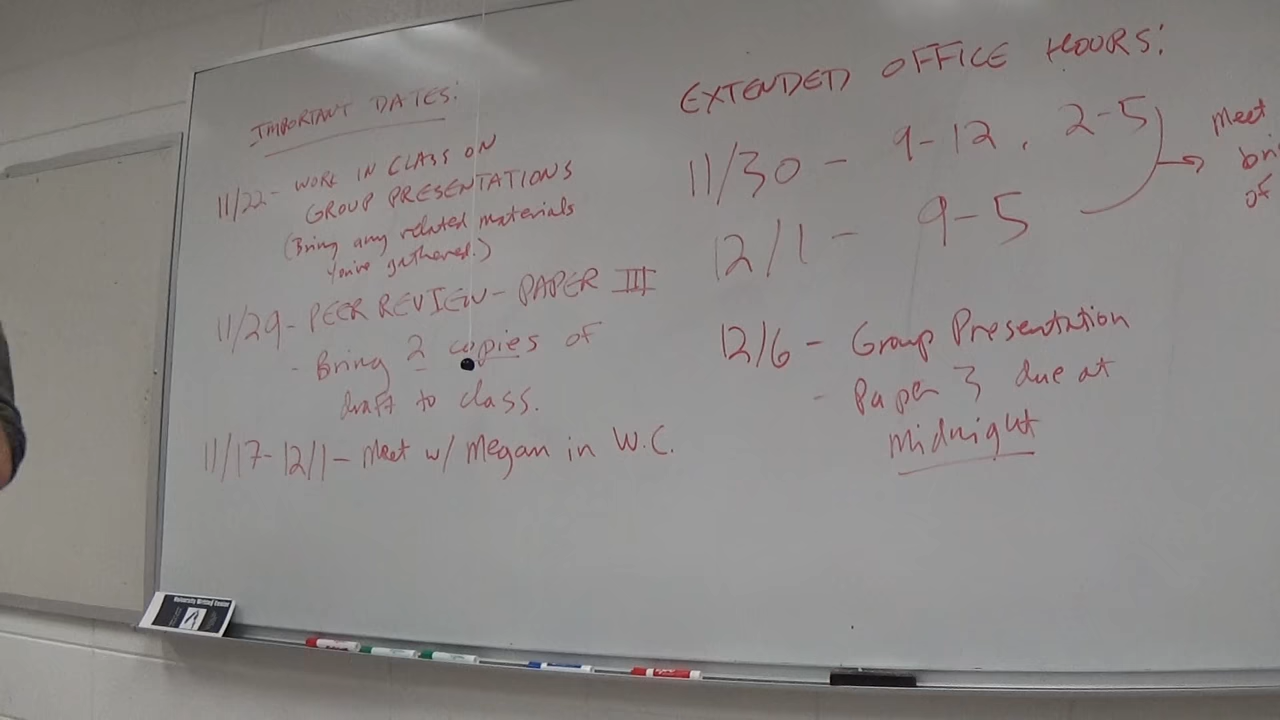 IMPORTANT DATES:
11/22- WORK IN CLASS ON
GROUP PRESENTATIONS
(Bring any related materials
you've gathered.)
11/29- PEER REVIEW- PAPER III
- Bring 2 copies of
draft to class.
11/17-12/1- Meet w/ Megan in W.C.
EXTENDED OFFICE HOURS:
11/30 - 9-12, 2-5
12/1 - 9-5
Meet
of
12/6 - Group Presentation
- Paper 3 due at
midnight
University Writing Center